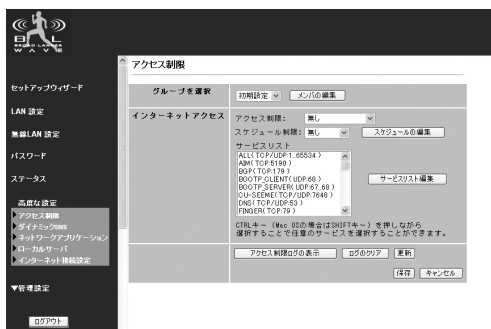 BROAD LANNER
WAVE
セットアップウィザード
LAN 設定
無線LAN 設定
パスワード
ステータス
高度な設定
アクセス制限
ダイナミックDNS
ネットワークアプリケーション
ローカルサーバ
インターネット接続設定
▼管理設定
ログアウト
アクセス制限
グループを選択
初期設定
メンバの編集
インターネットアクセス
アクセス制限: 無し
スケジュール制限: 無し
スケジュールの編集
サービスリスト
ALL(TCP/UDP:1..65534)
AIM(TCP:5190)
BGP(TCP:179)
BOOTP_CLIENT(UDP:68)
BOOTP_SERVER(UDP:67..68)
CU-SEEME(TCP/UDP:7648)
DNS(TCP/UDP:53)
FINGER(TCP:79)
サービスリスト編集
CTRLキー (Mac OSの場合はSHIFTキー) を押しながら
選択することで任意のサービスを選択することができます。
アクセス制限ログの表示
ログのクリア
更新
保存
キャンセル